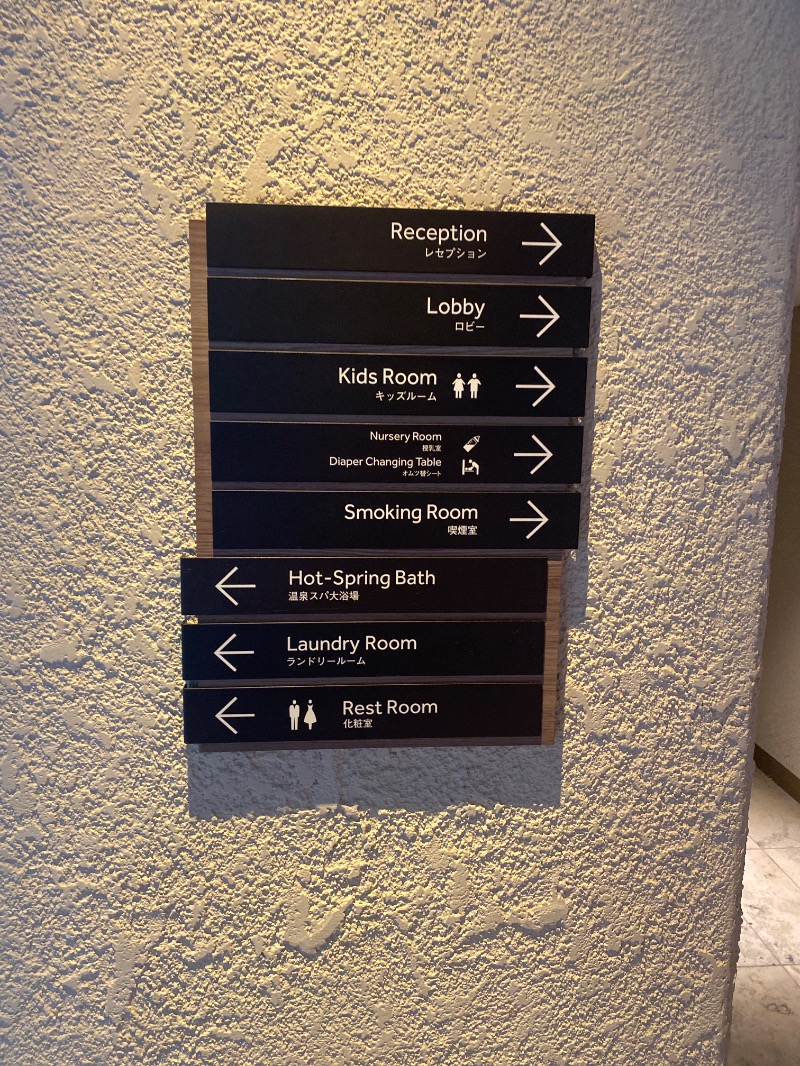 Reception
レセプション
Lobby
ロビー
Kids Room
キッズルーム
Nursery Room
授乳室
Diaper Changing Table
オムツ替シート
Smoking Room
喫煙室
Hot-Spring Bath
温泉スパ大浴場
Laundry Room
ランドリールーム
Rest Room
化粧室